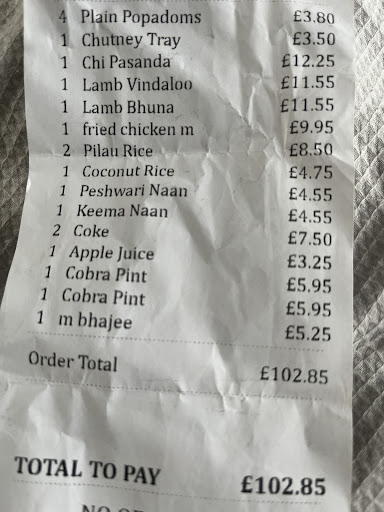 4 Plain Popadoms £3.80
1 Chutney Tray £3.50
1 Chi Pasanda £12.25
1 Lamb Vindaloo £11.55
1 Lamb Bhuna £11.55
1 fried chicken m £9.95
2 Pilau Rice £8.50
1 Coconut Rice £4.75
1 Peshwari Naan £4.55
1 Keema Naan £4.55
2 Coke £7.50
1 Apple Juice £3.25
1 Cobra Pint £5.95
1 Cobra Pint £5.95
1 m bhajee £5.25
Order Total £102.85
TOTAL TO PAY £102.85